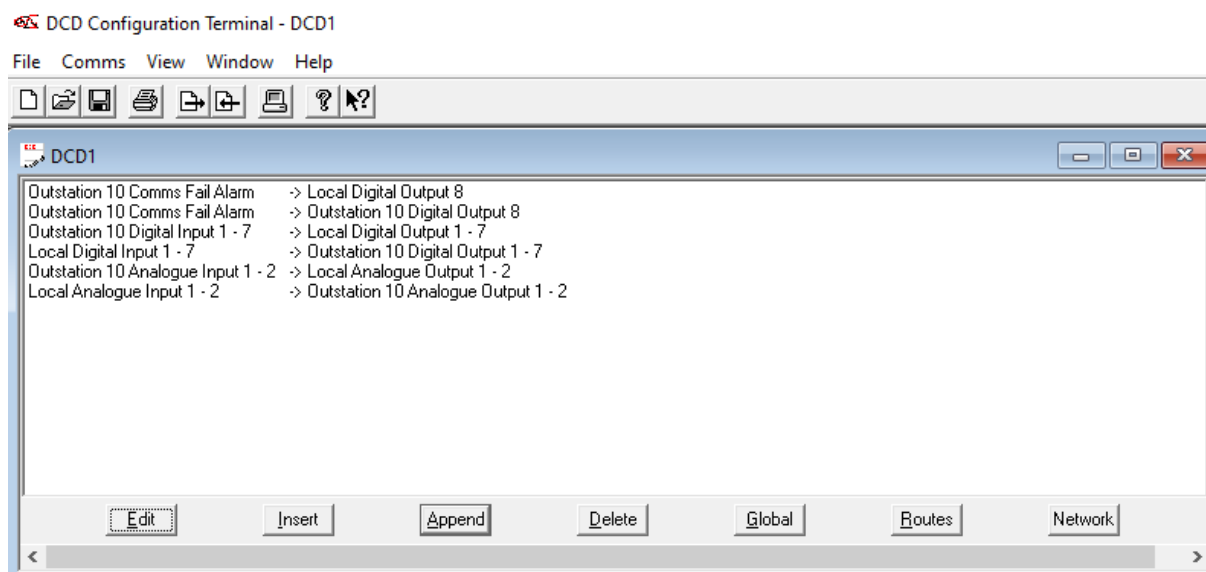 DCD Configuration Terminal - DCD1
File Comms View Window Help
DCD1
Outstation 10 Comms Fail Alarm -> Local Digital Output 8
Outstation 10 Comms Fail Alarm -> Outstation 10 Digital Output 8
Outstation 10 Digital Input 1 - 7 -> Local Digital Output 1 - 7
Local Digital Input 1 - 7 -> Outstation 10 Digital Output 1 - 7
Outstation 10 Analogue Input 1 - 2 -> Local Analogue Output 1 - 2
Local Analogue Input 1 - 2 -> Outstation 10 Analogue Output 1 - 2
Edit Insert Append Delete Global Routes Network